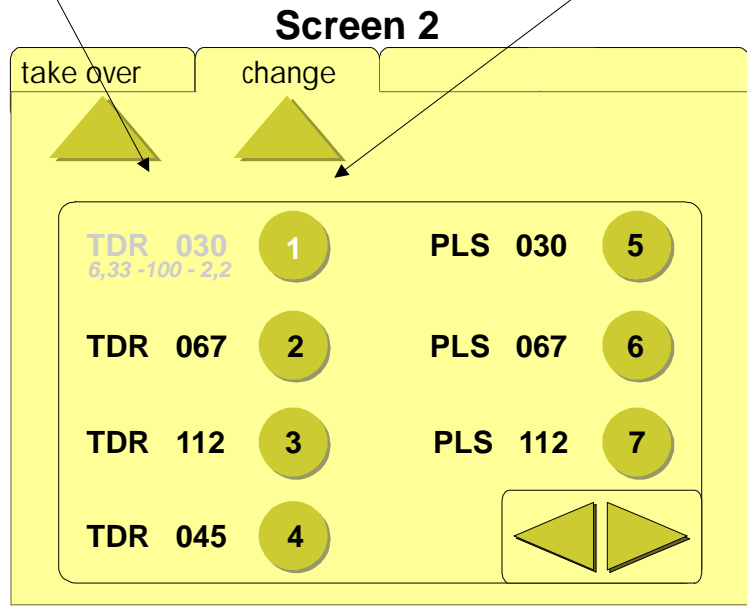 Screen 2
take over change
TDR 030 1 PLS 030 5
6,33 -100 - 2,2
TDR 067 2 PLS 067 6
TDR 112 3 PLS 112 7
TDR 045 4